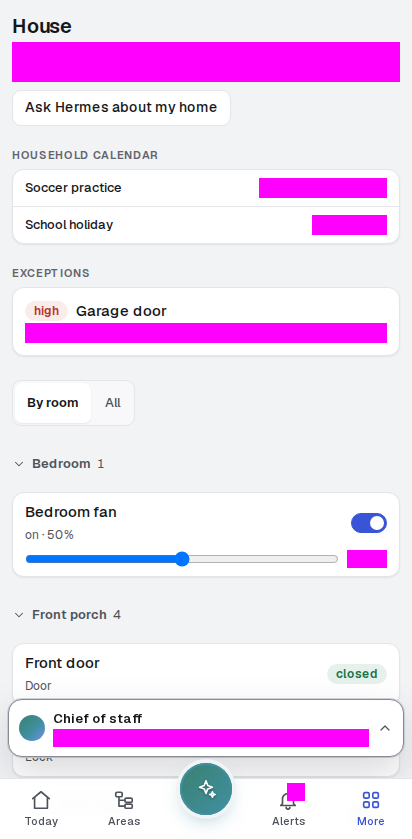 House
Ask Hermes about my home
HOUSEHOLD CALENDAR
Soccer practice
School holiday
EXCEPTIONS
high Garage door
By room All
Bedroom 1
Bedroom fan
on · 50%
Front porch 4
Front door
closed
Door
Chief of staff
Lock
Today Areas Alerts More